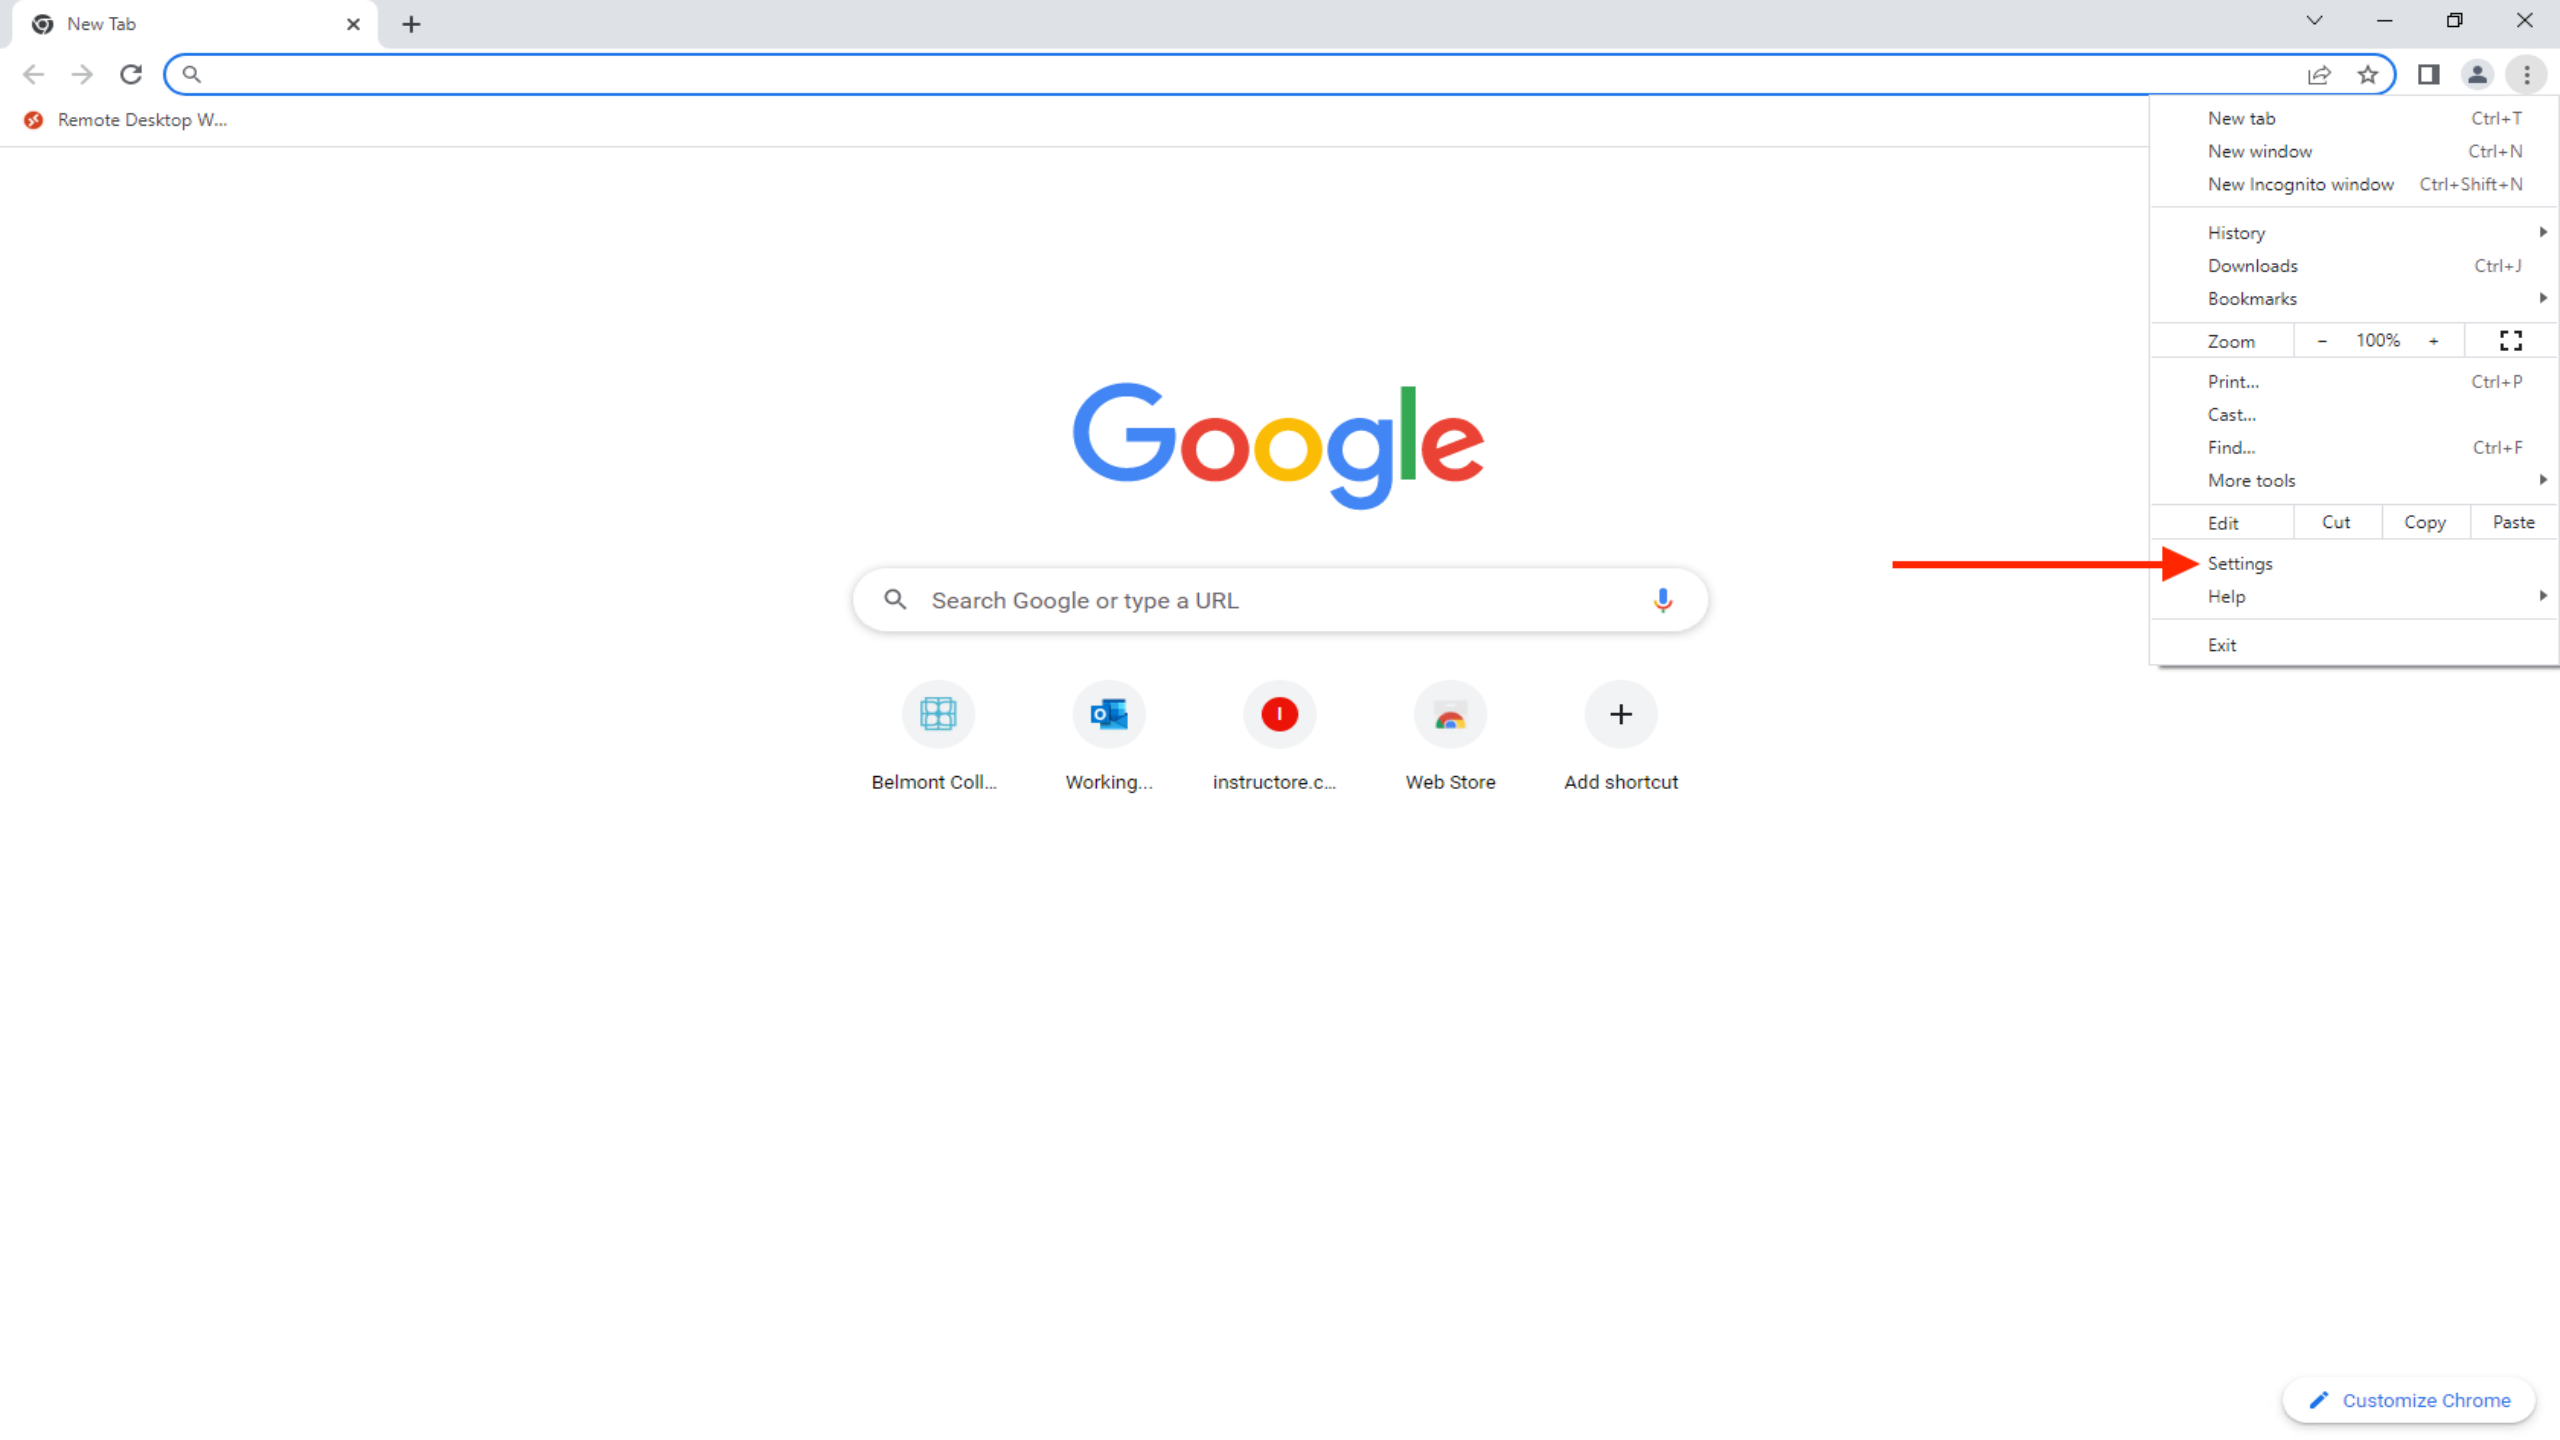 New Tab
Remote Desktop W...
New tab Ctrl+T
New window Ctrl+N
New Incognito window Ctrl+Shift+N
History
Downloads Ctrl+J
Bookmarks
Zoom - 100% +
Print... Ctrl+P
Cast...
Find... Ctrl+F
More tools
Edit Cut Copy Paste
Settings
Help
Exit
Google
Search Google or type a URL
I
Belmont Coll... Working... instructore.c... Web Store Add shortcut
Customize Chrome